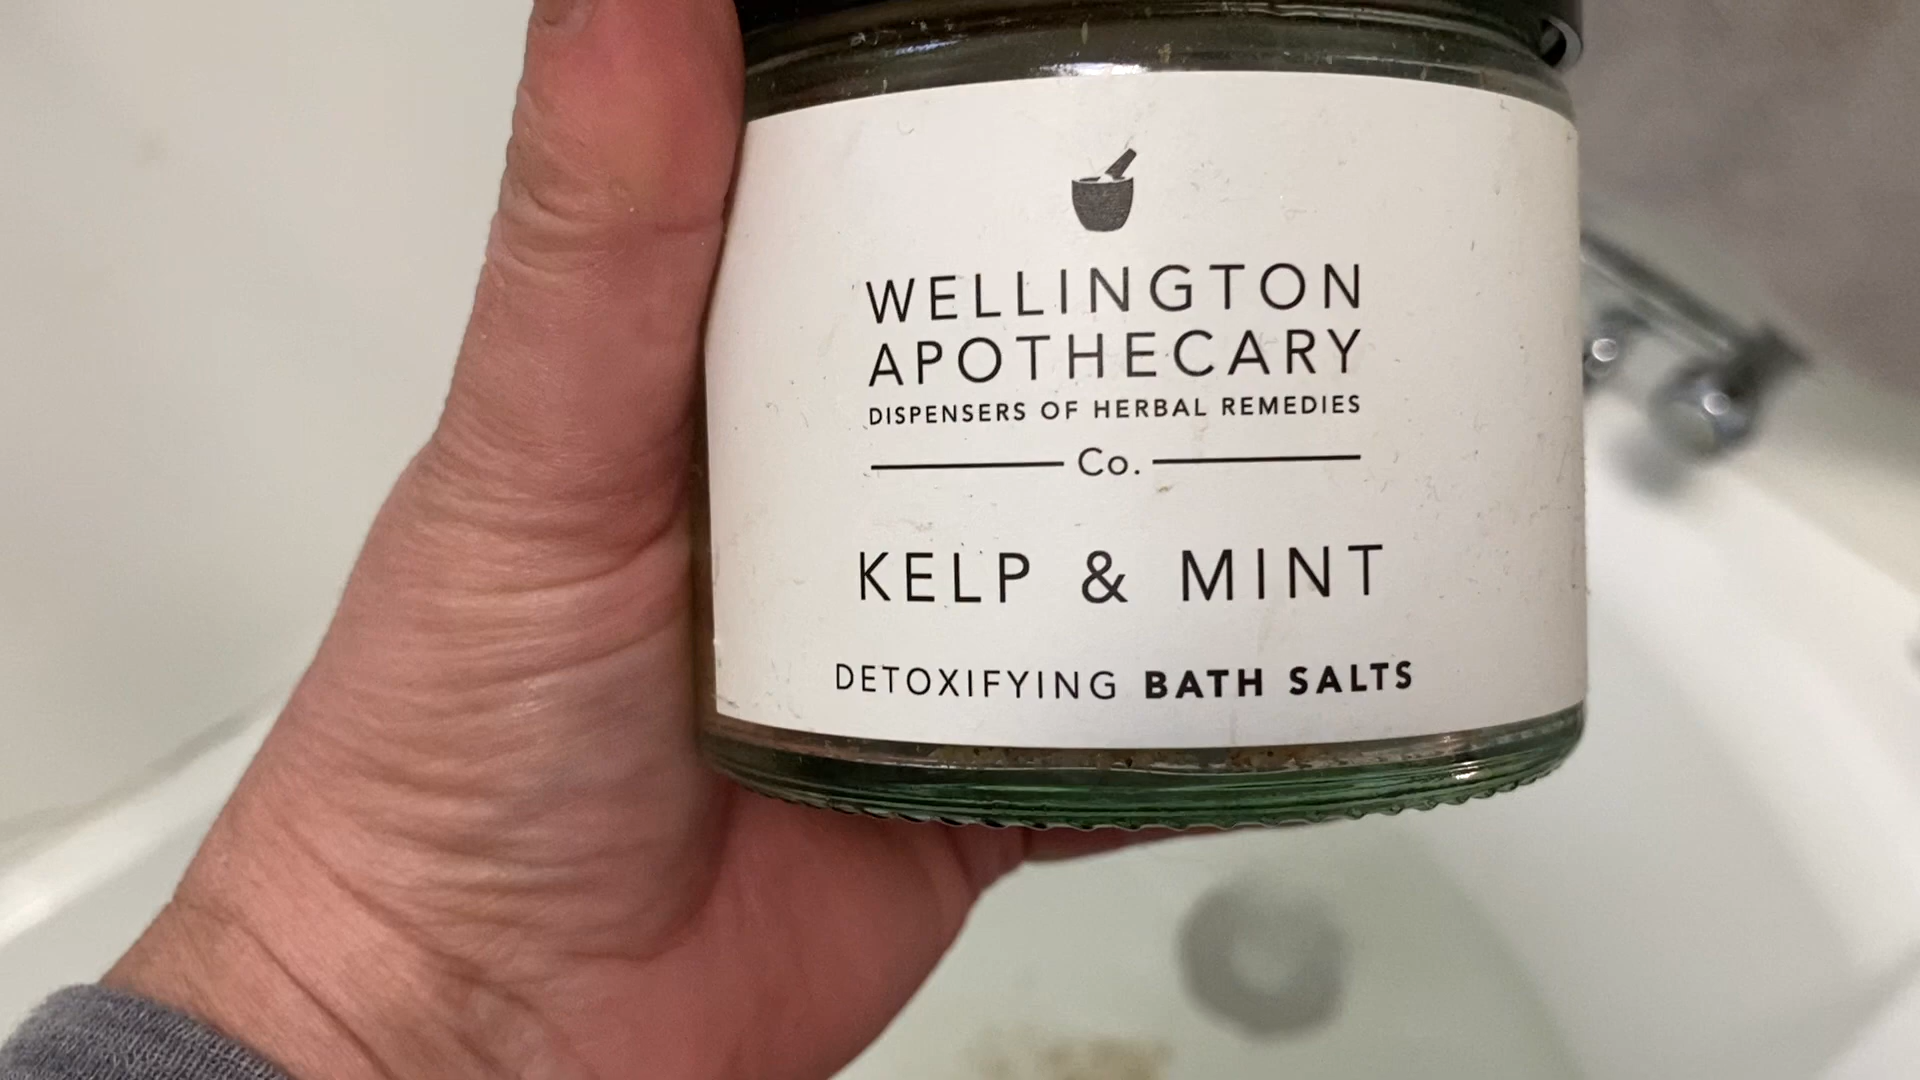 WELLINGTON
APOTHECARY
DISPENSERS OF HERBAL REMEDIES
Co.
KELP & MINT
DETOXIFYING BATH SALTS